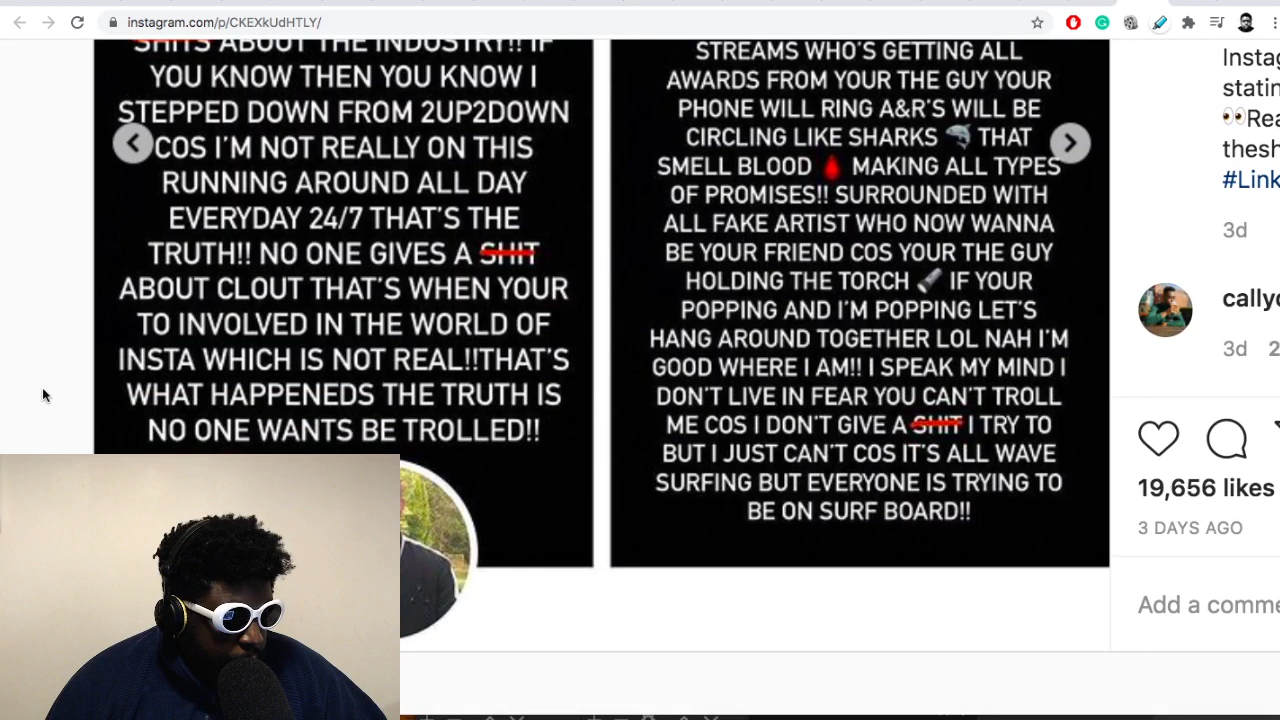 instagram.com/p/CKEXkUdHTLY/
SHITS ABOUT THE INDUSTRY!! IF
YOU KNOW THEN YOU KNOW I
STEPPED DOWN FROM 2UP2DOWN
COS I'M NOT REALLY ON THIS
RUNNING AROUND ALL DAY
EVERYDAY 24/7 THAT'S THE
TRUTH!! NO ONE GIVES A SHIT
ABOUT CLOUT THAT'S WHEN YOUR
TO INVOLVED IN THE WORLD OF
INSTA WHICH IS NOT REAL!!THAT'S
WHAT HAPPENEDS THE TRUTH IS
NO ONE WANTS BE TROLLED!!
STREAMS WHO'S GETTING ALL
AWARDS FROM YOUR THE GUY YOUR
PHONE WILL RING A&R'S WILL BE
CIRCLING LIKE SHARKS 🦈 THAT
SMELL BLOOD 🩸 MAKING ALL TYPES
OF PROMISES!! SURROUNDED WITH
ALL FAKE ARTIST WHO NOW WANNA
BE YOUR FRIEND COS YOUR THE GUY
HOLDING THE TORCH 🔦 IF YOUR
POPPING AND I'M POPPING LET'S
HANG AROUND TOGETHER LOL NAH I'M
GOOD WHERE I AM!! I SPEAK MY MIND I
DON'T LIVE IN FEAR YOU CAN'T TROLL
ME COS I DON'T GIVE A SHIT I TRY TO
BUT I JUST CAN'T COS IT'S ALL WAVE
SURFING BUT EVERYONE IS TRYING TO
BE ON SURF BOARD!!
Instag
statin
👀Rea
thesh
#Link
3d
callyc
3d 2
19,656 likes
3 DAYS AGO
Add a comme